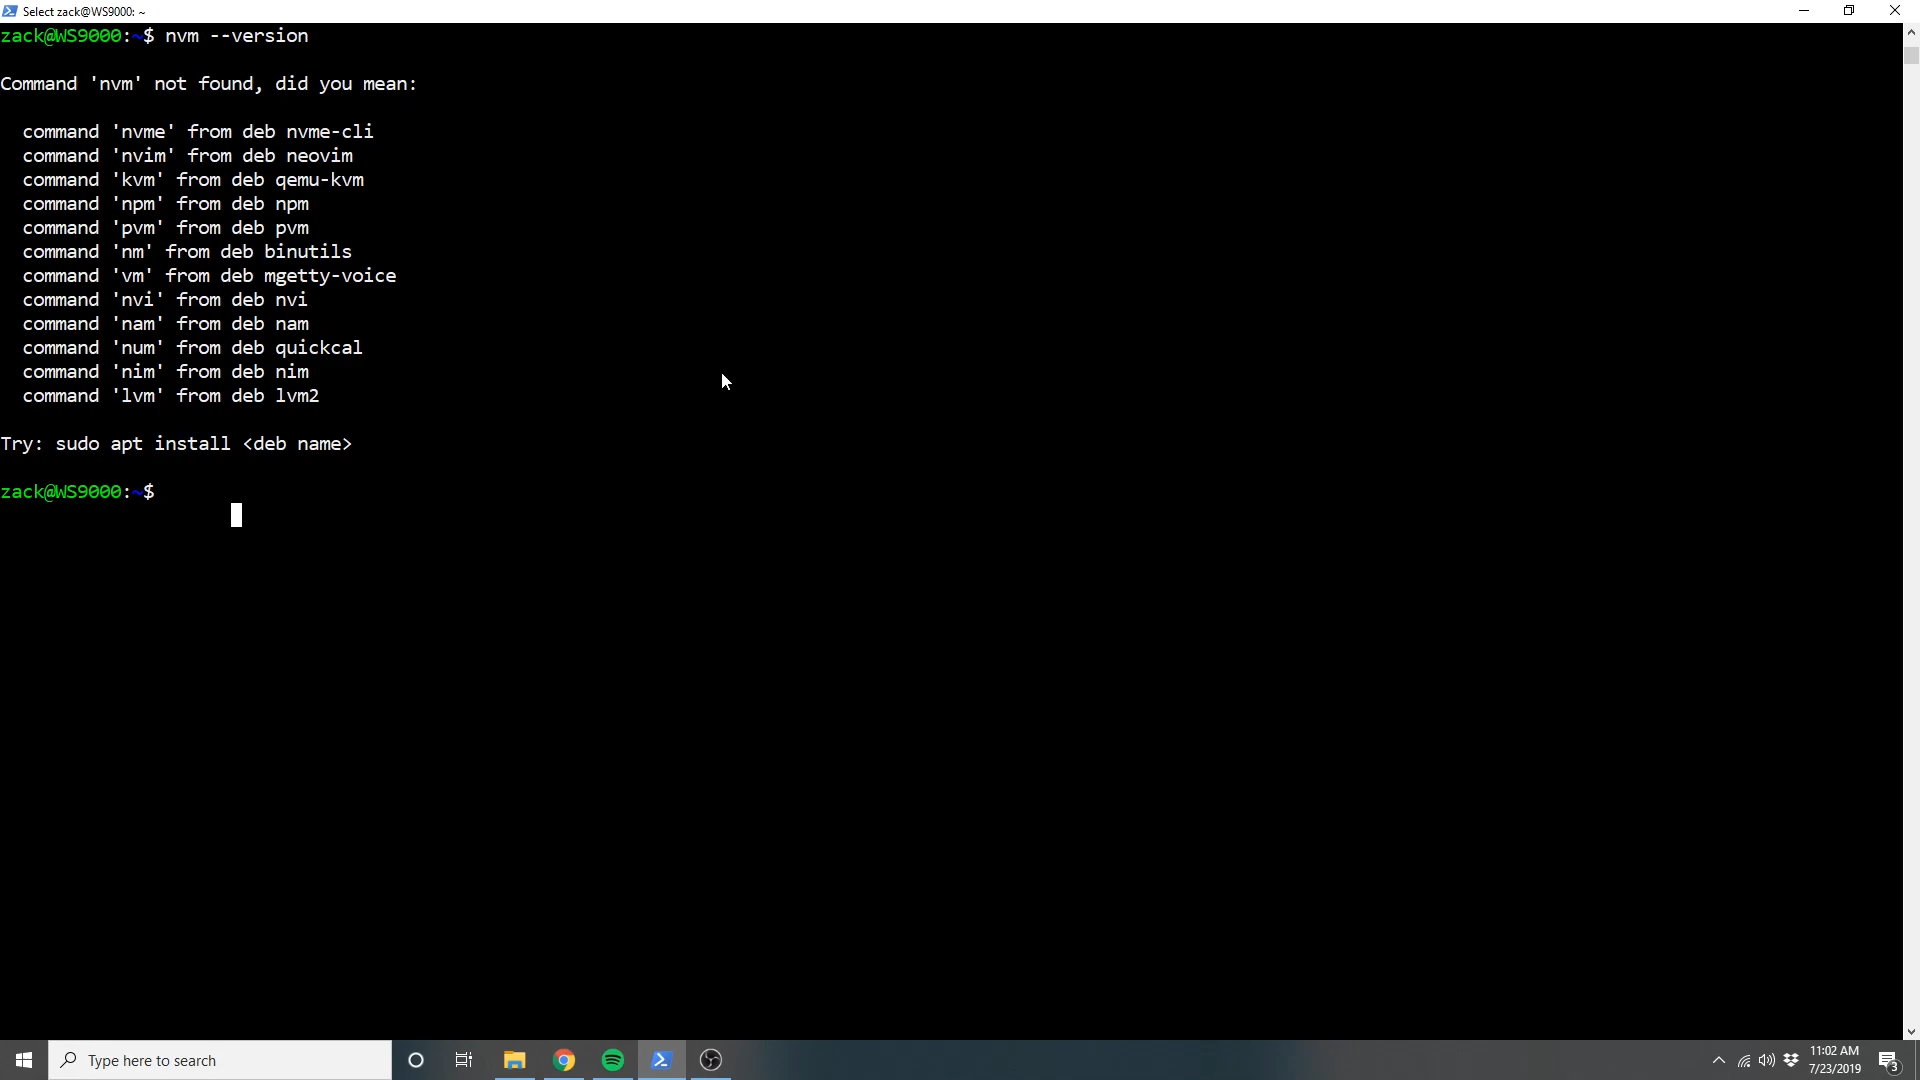 Select zack@WS9000: ~
zack@WS9000:~$ nvm --version
Command 'nvm' not found, did you mean:
command 'nvme' from deb nvme-cli
command 'nvim' from deb neovim
command 'kvm' from deb qemu-kvm
command 'npm' from deb npm
command 'pvm' from deb pvm
command 'nm' from deb binutils
command 'vm' from deb mgetty-voice
command 'nvi' from deb nvi
command 'nam' from deb nam
command 'num' from deb quickcal
command 'nim' from deb nim
command 'lvm' from deb lvm2
Try: sudo apt install <deb name>
zack@WS9000:~$
Type here to search
11:02 AM
7/23/2019
3